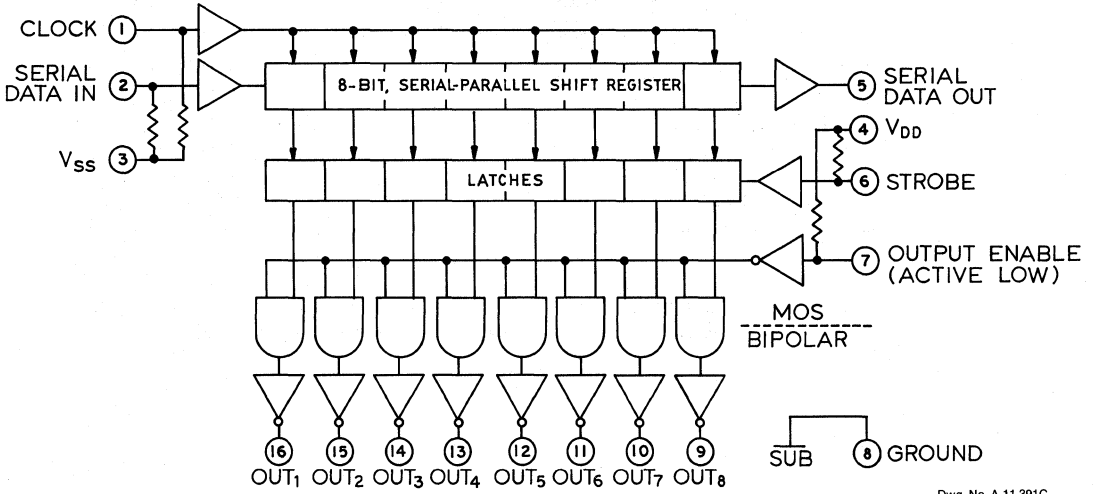 CLOCK 1
SERIAL
DATA IN 2
VSS 3
8-BIT, SERIAL-PARALLEL SHIFT REGISTER
5 SERIAL
DATA OUT
4 VDD
LATCHES
6 STROBE
7 OUTPUT ENABLE
(ACTIVE LOW)
MOS
BIPOLAR
16 15 14 13 12 11 10 9
OUT1 OUT2 OUT3 OUT4 OUT5 OUT6 OUT7 OUT8
SUB
8 GROUND
Dwg. No. A-11,391C